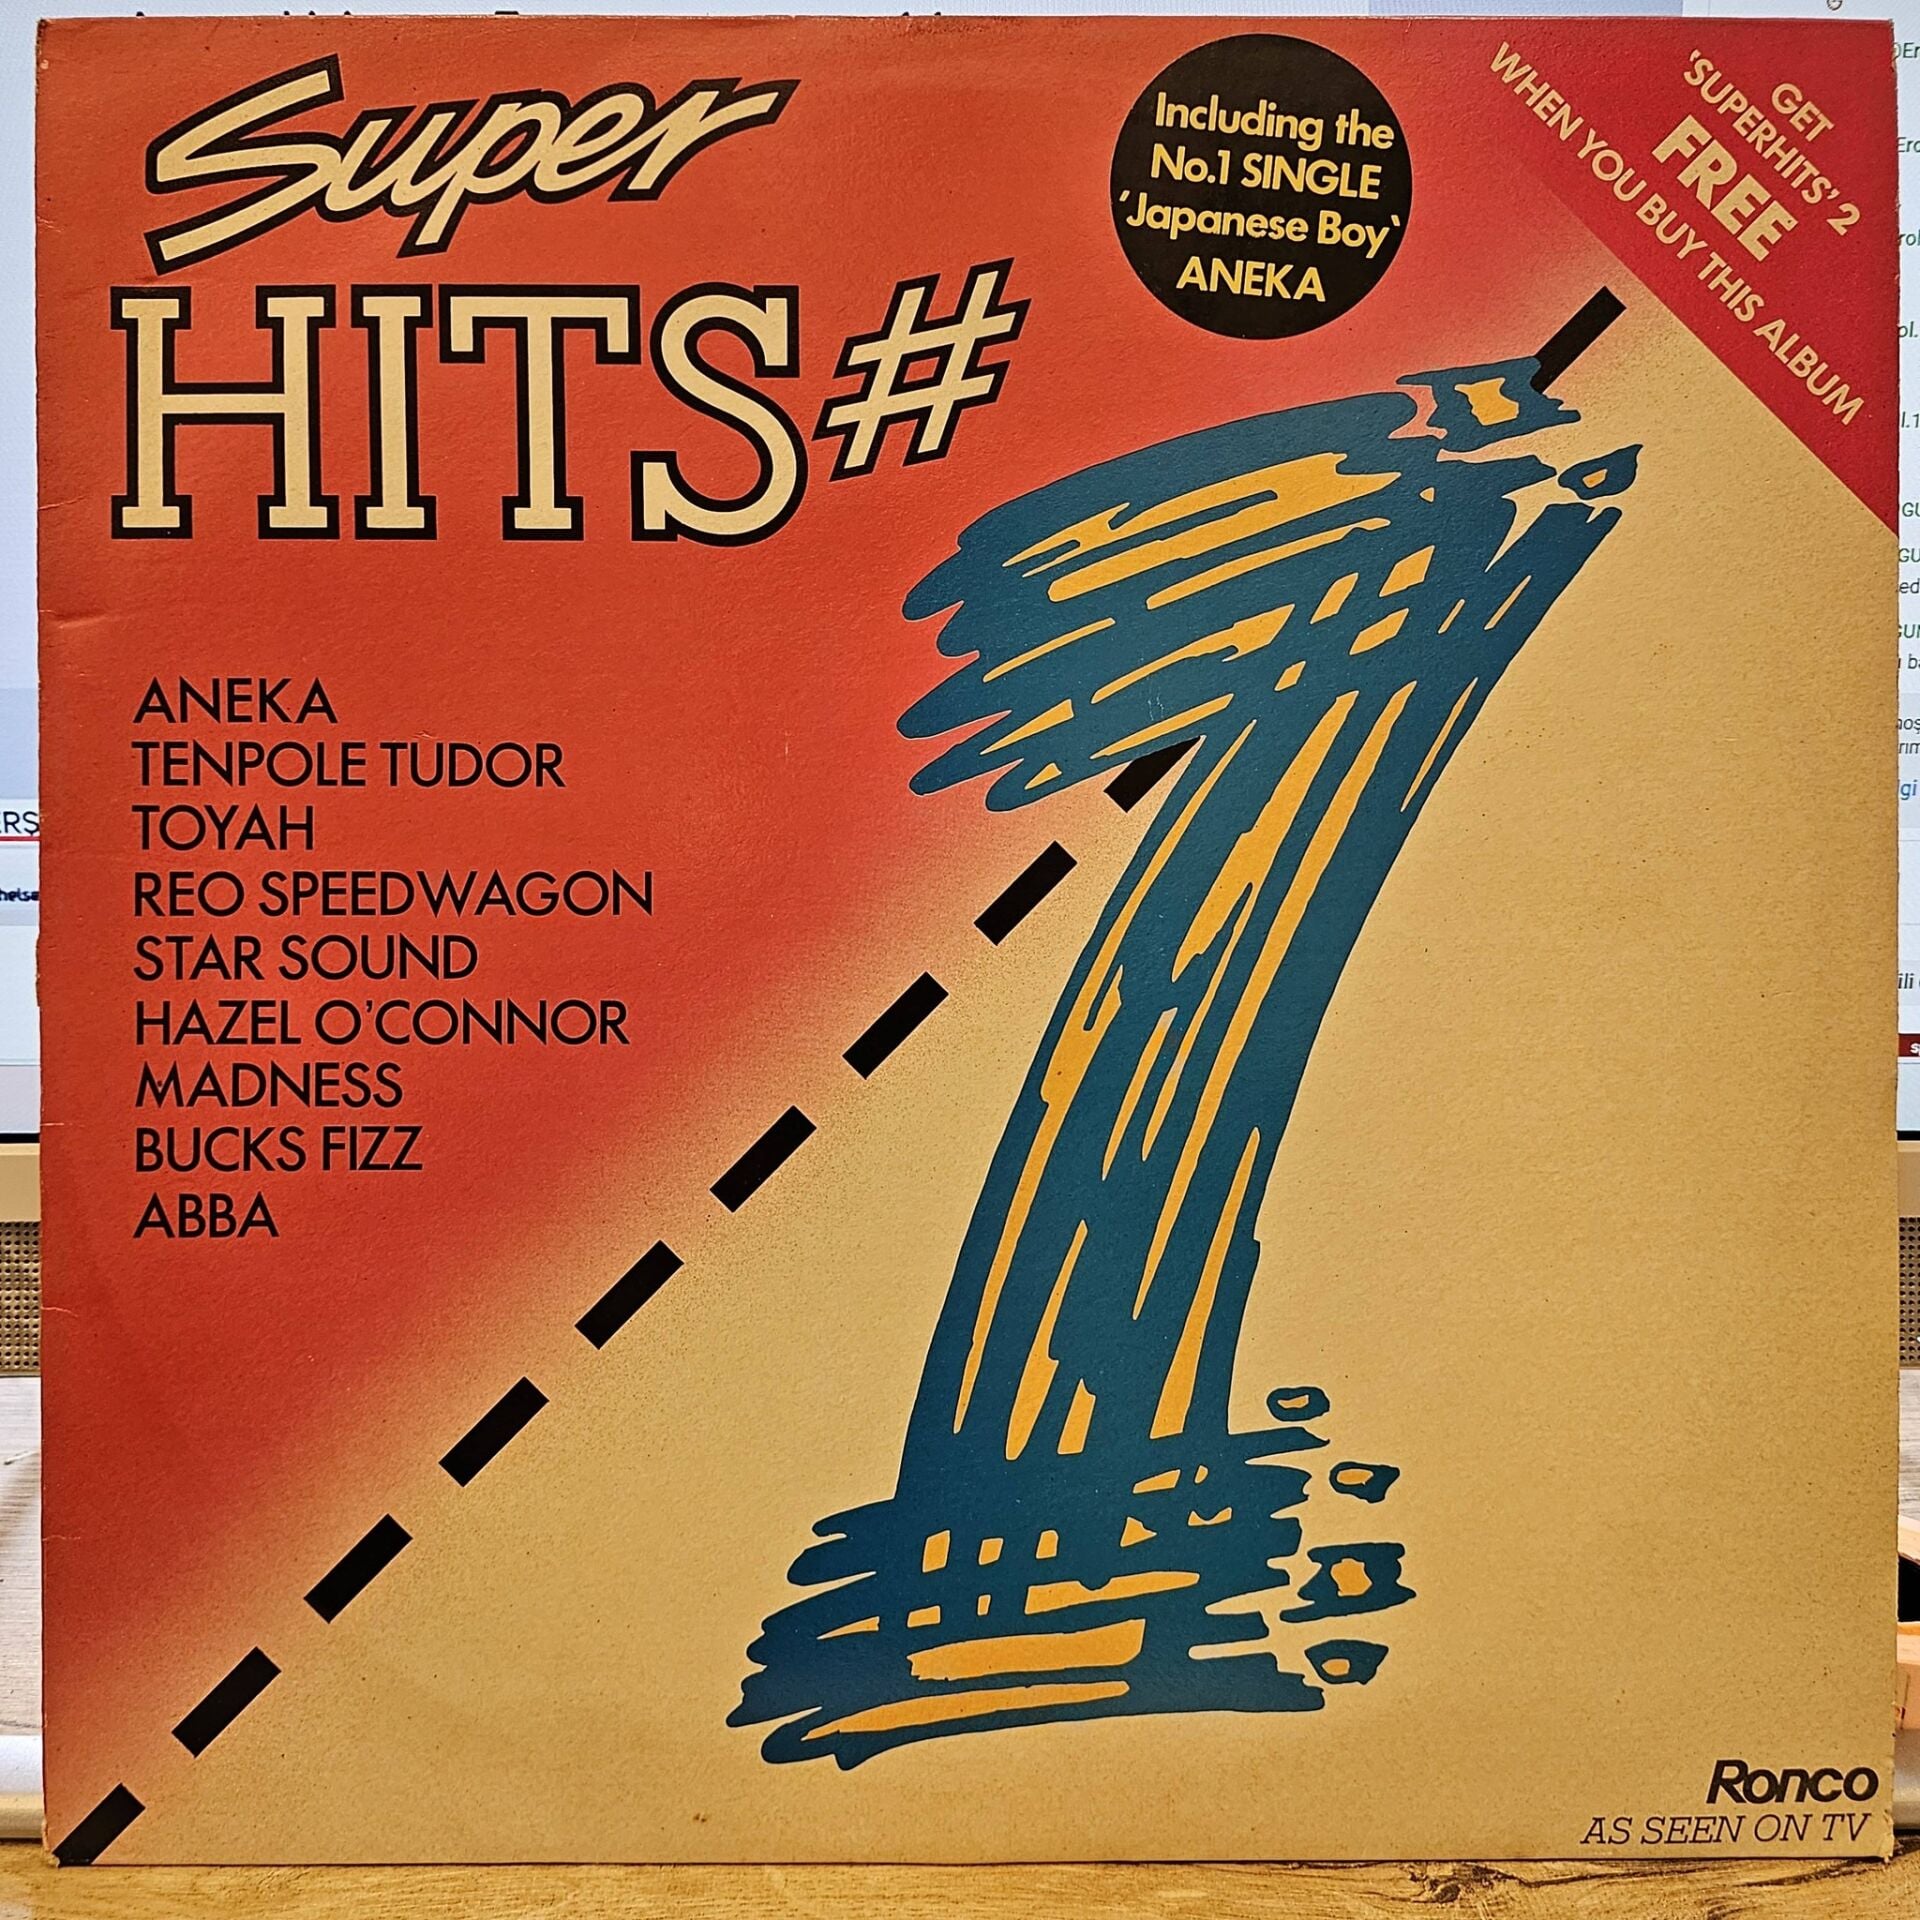 Super
HITS#
1
Including the
No.1 SINGLE
'Japanese Boy`
ANEKA
GET
'SUPERHITS' 2
FREE
WHEN YOU BUY THIS ALBUM
ANEKA
TENPOLE TUDOR
TOYAH
REO SPEEDWAGON
STAR SOUND
HAZEL O'CONNOR
MADNESS
BUCKS FIZZ
ABBA
Ronco
AS SEEN ON TV